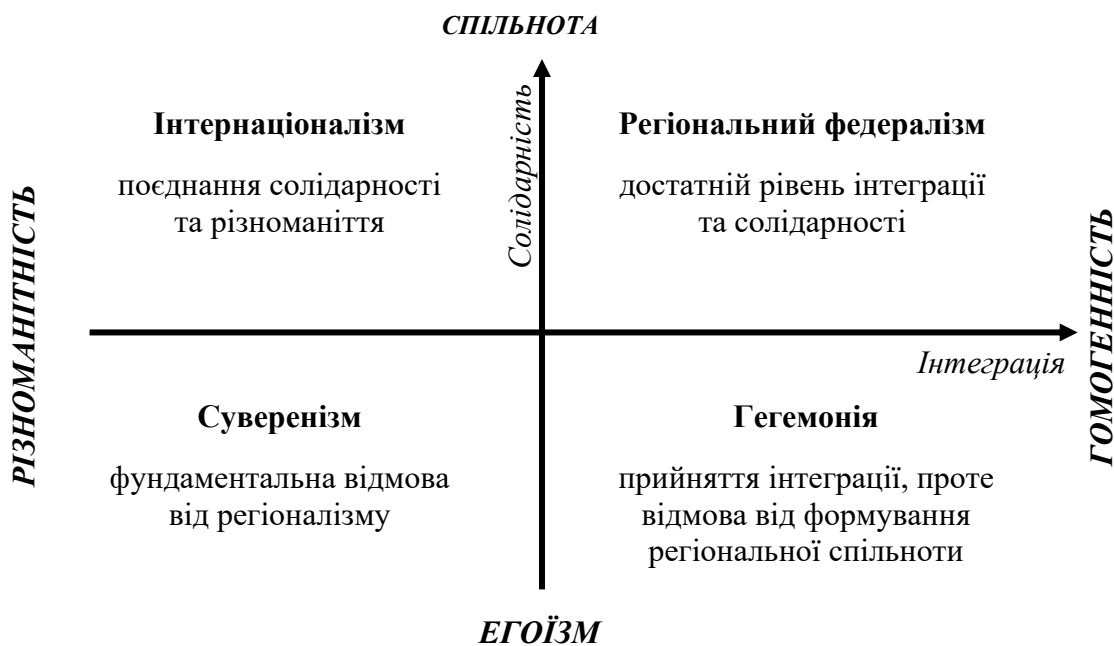 СПІЛЬНОТА
Солідарність
Інтернаціоналізм
поєднання солідарності
та різноманіття
Регіональний федералізм
достатній рівень інтеграції
та солідарності
РІЗНОМАНІТНІСТЬ
ГОМОГЕННІСТЬ
Інтеграція
Суверенізм
фундаментальна відмова
від регіоналізму
Гегемонія
прийняття інтеграції, проте
відмова від формування
регіональної спільноти
ЕГОЇЗМ